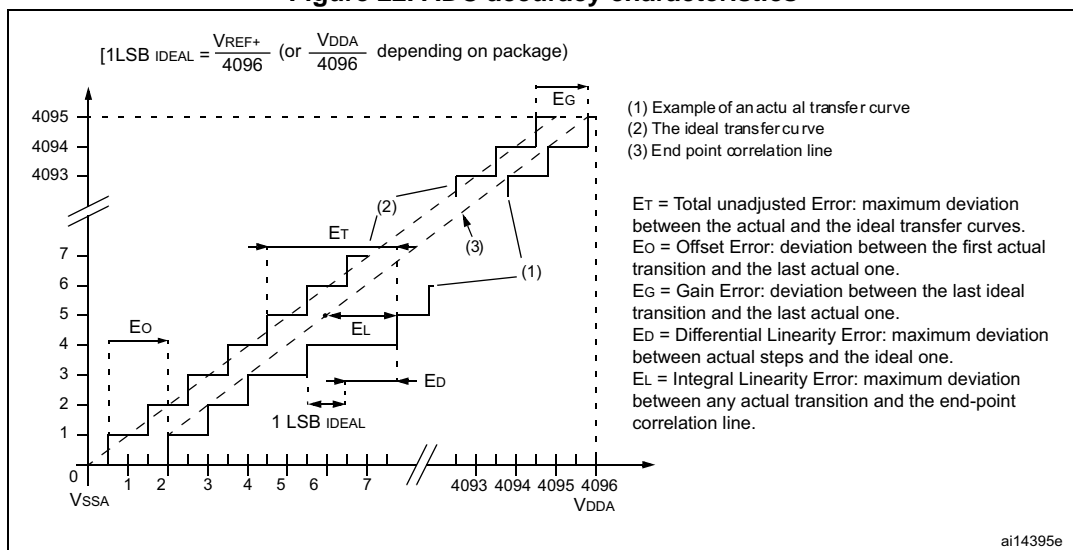 [1LSB IDEAL = VREF+ / 4096 (or VDDA / 4096 depending on package)
EG
4095
4094
4093
7
6
5
4
3
2
1
0
(2)
ET
(3)
(1)
EO
EL
ED
1 LSB IDEAL
1 2 3 4 5 6 7 4093 4094 4095 4096
VSSA
VDDA
(1) Example of an actu al transfer curve
(2) The ideal transfer curve
(3) End point correlation line
ET = Total unadjusted Error: maximum deviation
between the actual and the ideal transfer curves.
EO = Offset Error: deviation between the first actual
transition and the last actual one.
EG = Gain Error: deviation between the last ideal
transition and the last actual one.
ED = Differential Linearity Error: maximum deviation
between actual steps and the ideal one.
EL = Integral Linearity Error: maximum deviation
between any actual transition and the end-point
correlation line.
ai14395e